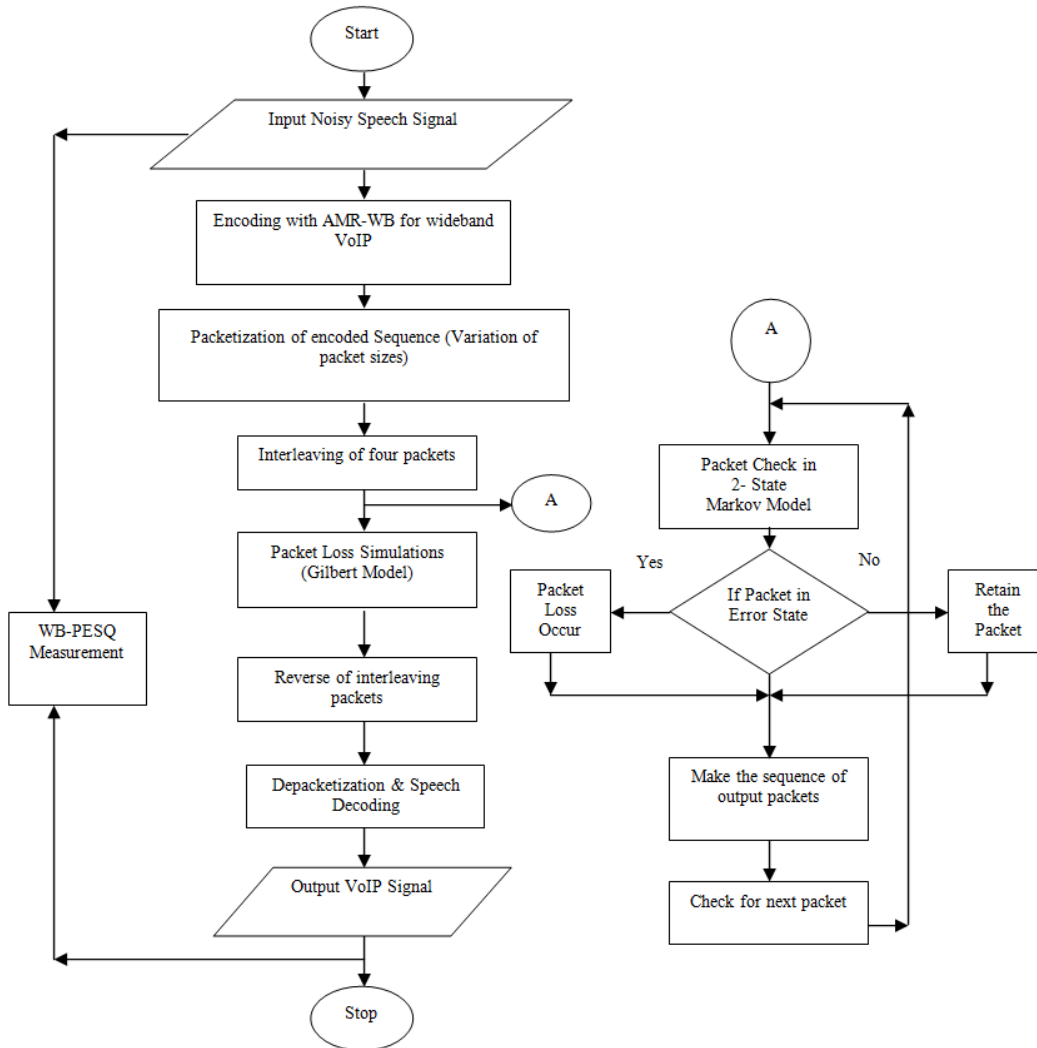 Start
Input Noisy Speech Signal
Encoding with AMR-WB for wideband
VoIP
Packetization of encoded Sequence (Variation of
packet sizes)
Interleaving of four packets
A
Packet Loss Simulations
(Gilbert Model)
WB-PESQ
Measurement
Reverse of interleaving
packets
Depacketization & Speech
Decoding
Output VoIP Signal
Stop
A
Packet Check in
2- State
Markov Model
Yes
No
If Packet in
Error State
Packet
Loss
Occur
Retain
the
Packet
Make the sequence of
output packets
Check for next packet